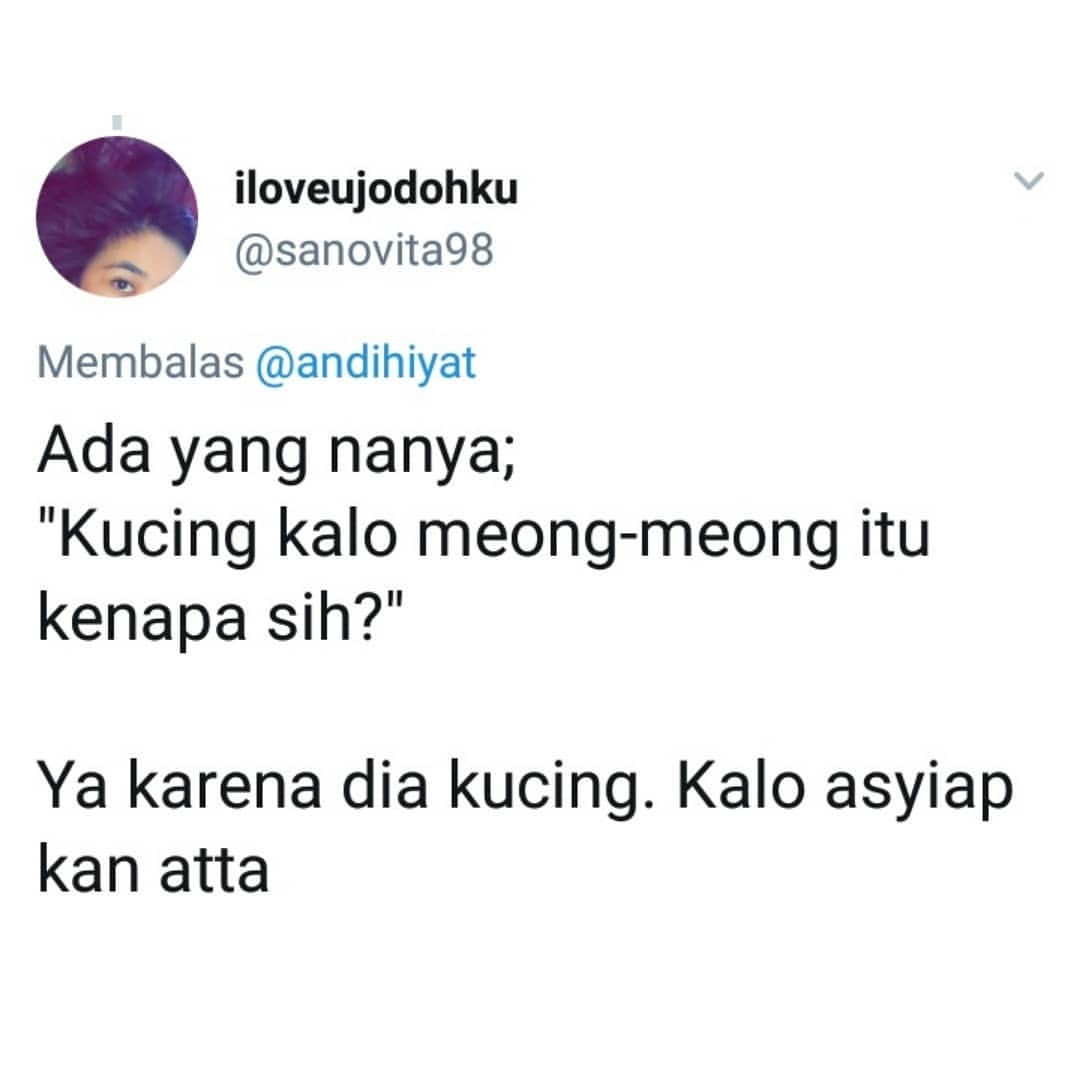 iloveujodohku
@sanovita98
Membalas @andihiyat
Ada yang nanya;
"Kucing kalo meong-meong itu
kenapa sih?"
Ya karena dia kucing. Kalo asyiap
kan atta